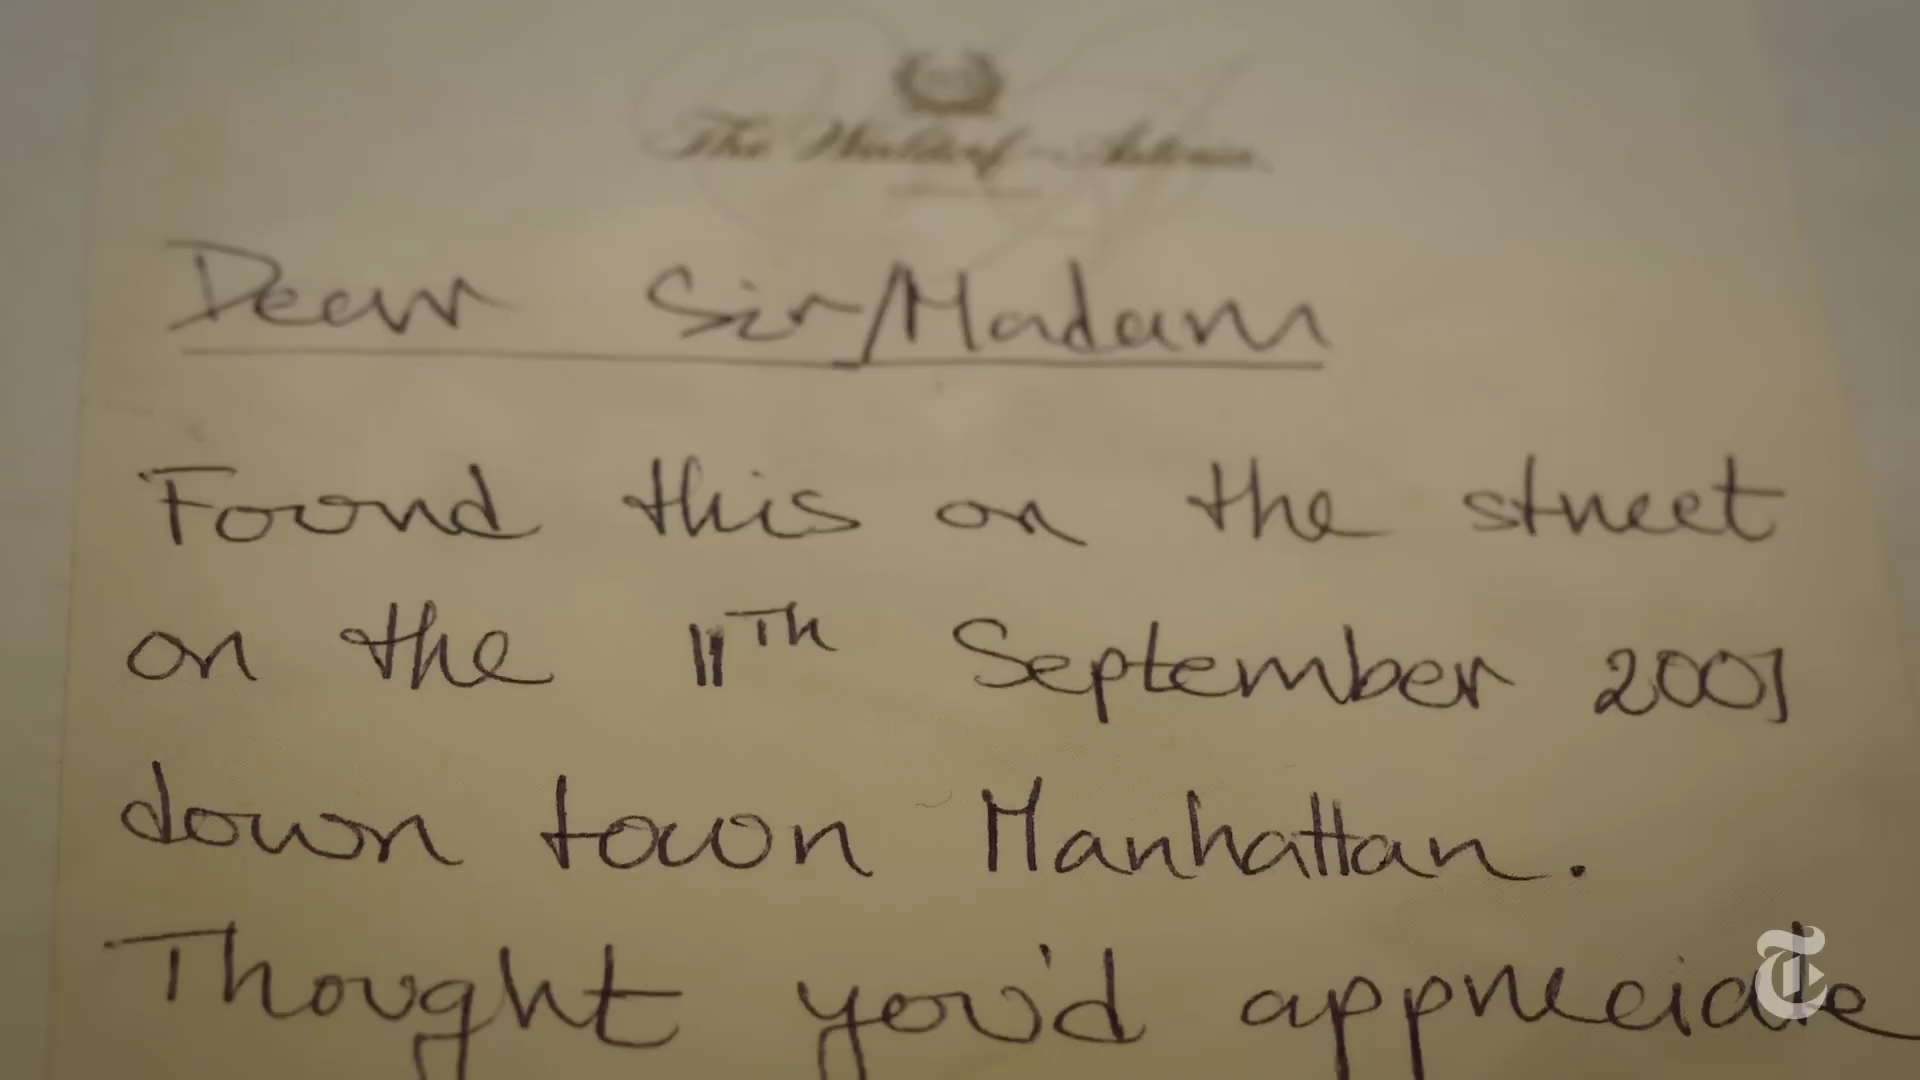 The Waldorf-Astoria
Dear Sir/Madam
Found this on the street
on the 11Th September 2001
down town Manhattan.
Thought you'd appreciate